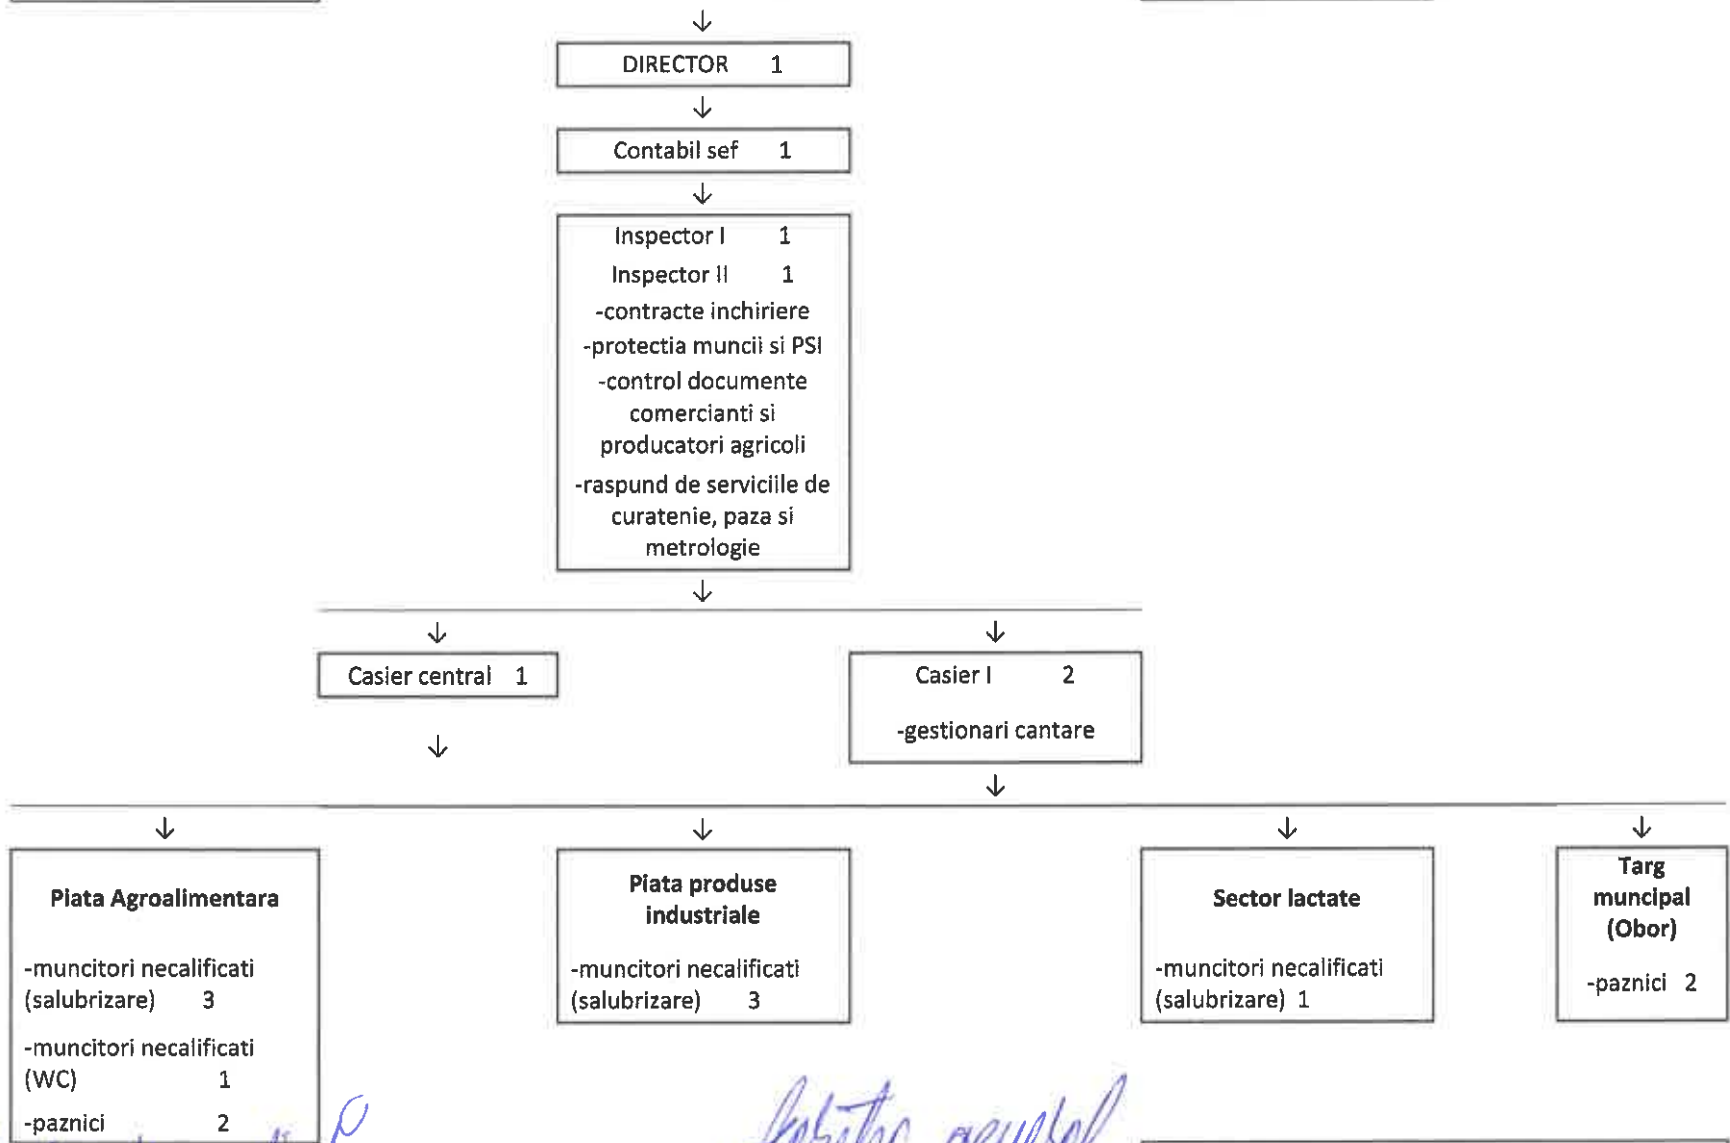 DIRECTOR 1
Contabil sef 1
Inspector I 1
Inspector II 1
-contracte inchiriere
-protectia muncii si PSI
-control documente
comercianti si
producatori agricoli
-raspund de serviciile de
curatenie, paza si
metrologie
Casier central 1
Casier I 2
-gestionari cantare
Piata Agroalimentara
-muncitori necalificati
(salubrizare) 3
-muncitori necalificati
(WC) 1
-paznici 2
Piata produse
industriale
-muncitori necalificati
(salubrizare) 3
Sector lactate
-muncitori necalificati
(salubrizare) 1
Targ
muncipal
(Obor)
-paznici 2